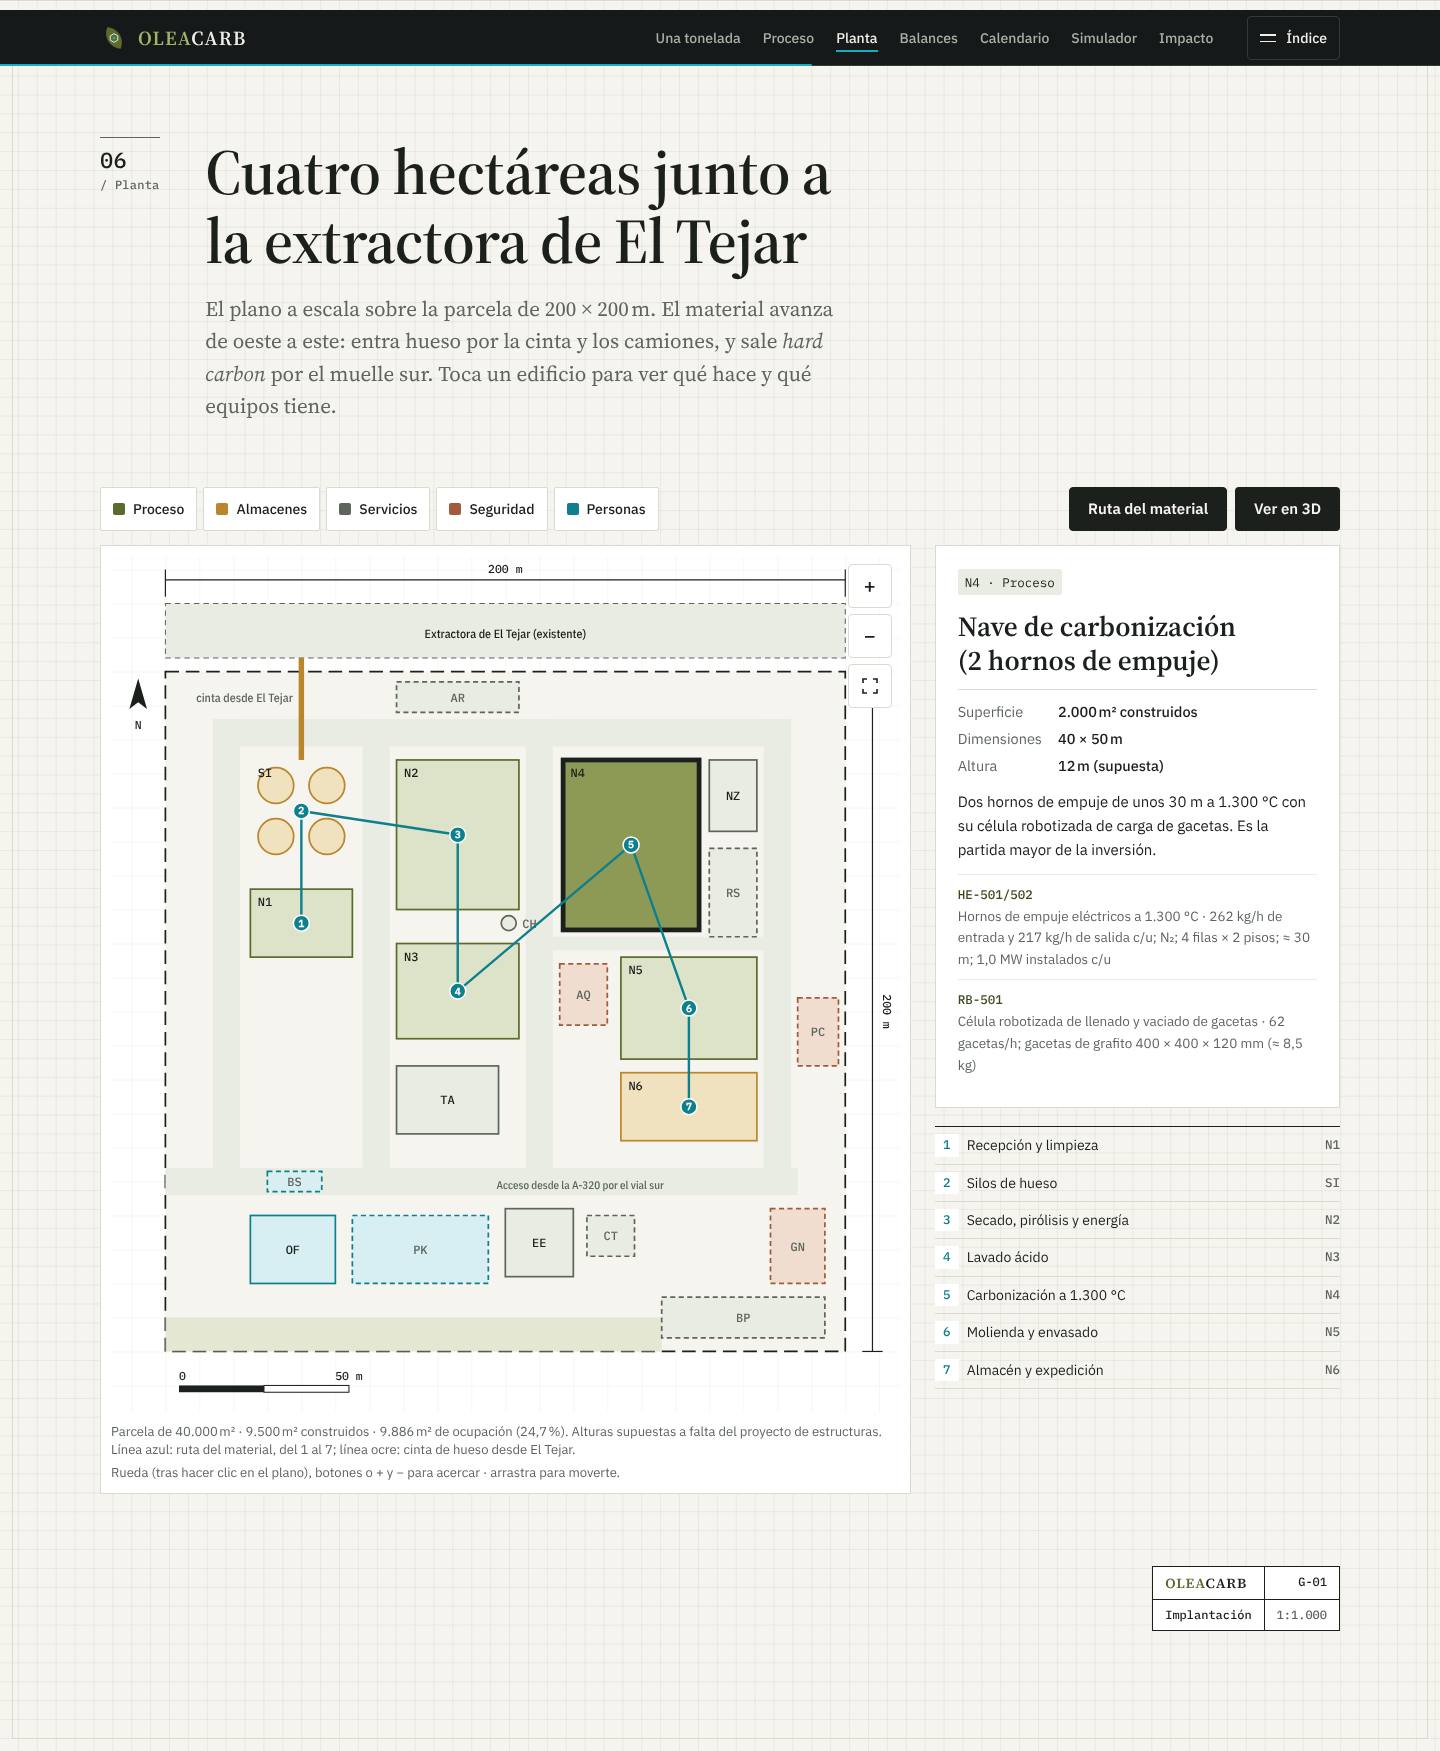 OLEACARB
Una tonelada Proceso Planta Balances Calendario Simulador Impacto Índice
06
/ Planta
Cuatro hectáreas junto a
la extractora de El Tejar
El plano a escala sobre la parcela de 200 × 200 m. El material avanza
de oeste a este: entra hueso por la cinta y los camiones, y sale hard
carbon por el muelle sur. Toca un edificio para ver qué hace y qué
equipos tiene.
Proceso Almacenes Servicios Seguridad Personas
Ruta del material Ver en 3D
200 m
+
−
Extractora de El Tejar (existente)
cinta desde El Tejar
AR
N
SI
N2
N4
NZ
2
3
5
RS
N1
1
CH
N3
4
AQ
N5
6
PC
200 m
TA
N6
7
BS
Acceso desde la A-320 por el vial sur
OF
PK
EE
CT
GN
BP
0 50 m
Parcela de 40.000 m² · 9.500 m² construidos · 9.886 m² de ocupación (24,7 %). Alturas supuestas a falta del proyecto de estructuras.
Línea azul: ruta del material, del 1 al 7; línea ocre: cinta de hueso desde El Tejar.
Rueda (tras hacer clic en el plano), botones o + y − para acercar · arrastra para moverte.
N4 · Proceso
Nave de carbonización
(2 hornos de empuje)
Superficie 2.000 m² construidos
Dimensiones 40 × 50 m
Altura 12 m (supuesta)
Dos hornos de empuje de unos 30 m a 1.300 °C con
su célula robotizada de carga de gacetas. Es la
partida mayor de la inversión.
HE-501/502
Hornos de empuje eléctricos a 1.300 °C · 262 kg/h de
entrada y 217 kg/h de salida c/u; N₂; 4 filas × 2 pisos; ≈ 30
m; 1,0 MW instalados c/u
RB-501
Célula robotizada de llenado y vaciado de gacetas · 62
gacetas/h; gacetas de grafito 400 × 400 × 120 mm (≈ 8,5
kg)
1 Recepción y limpieza N1
2 Silos de hueso SI
3 Secado, pirólisis y energía N2
4 Lavado ácido N3
5 Carbonización a 1.300 °C N4
6 Molienda y envasado N5
7 Almacén y expedición N6
OLEACARB G-01
Implantación 1:1.000